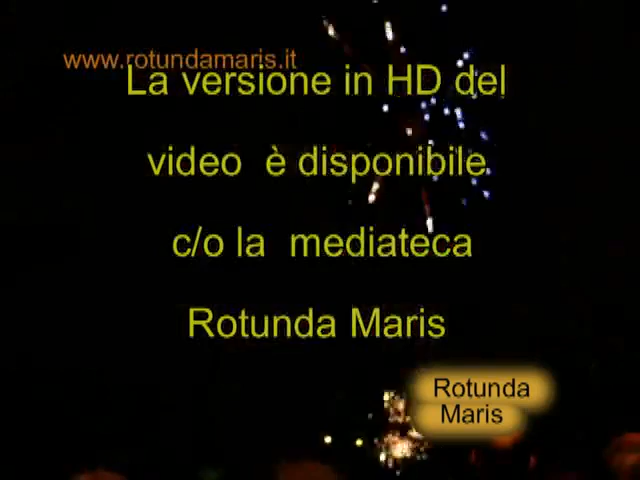 www.rotundamaris.it
La versione in HD del
video è disponibile
c/o la mediateca
Rotunda Maris
Rotunda
Maris